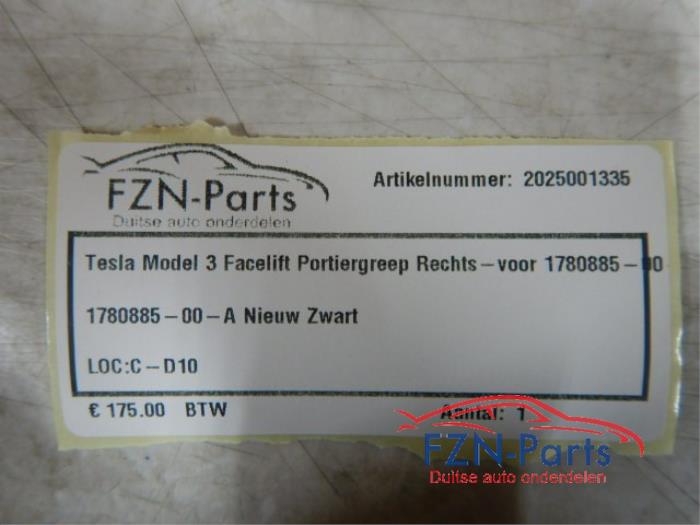 FZN-Parts
Duitse auto onderdelen
Artikelnummer: 2025001335
Tesla Model 3 Facelift Portiergreep Rechts-voor 1780885-00
1780885-00-A Nieuw Zwart
LOC:C-D10
€ 175.00 BTW
Aantal: 1
FZN-Parts
Duitse auto onderdelen